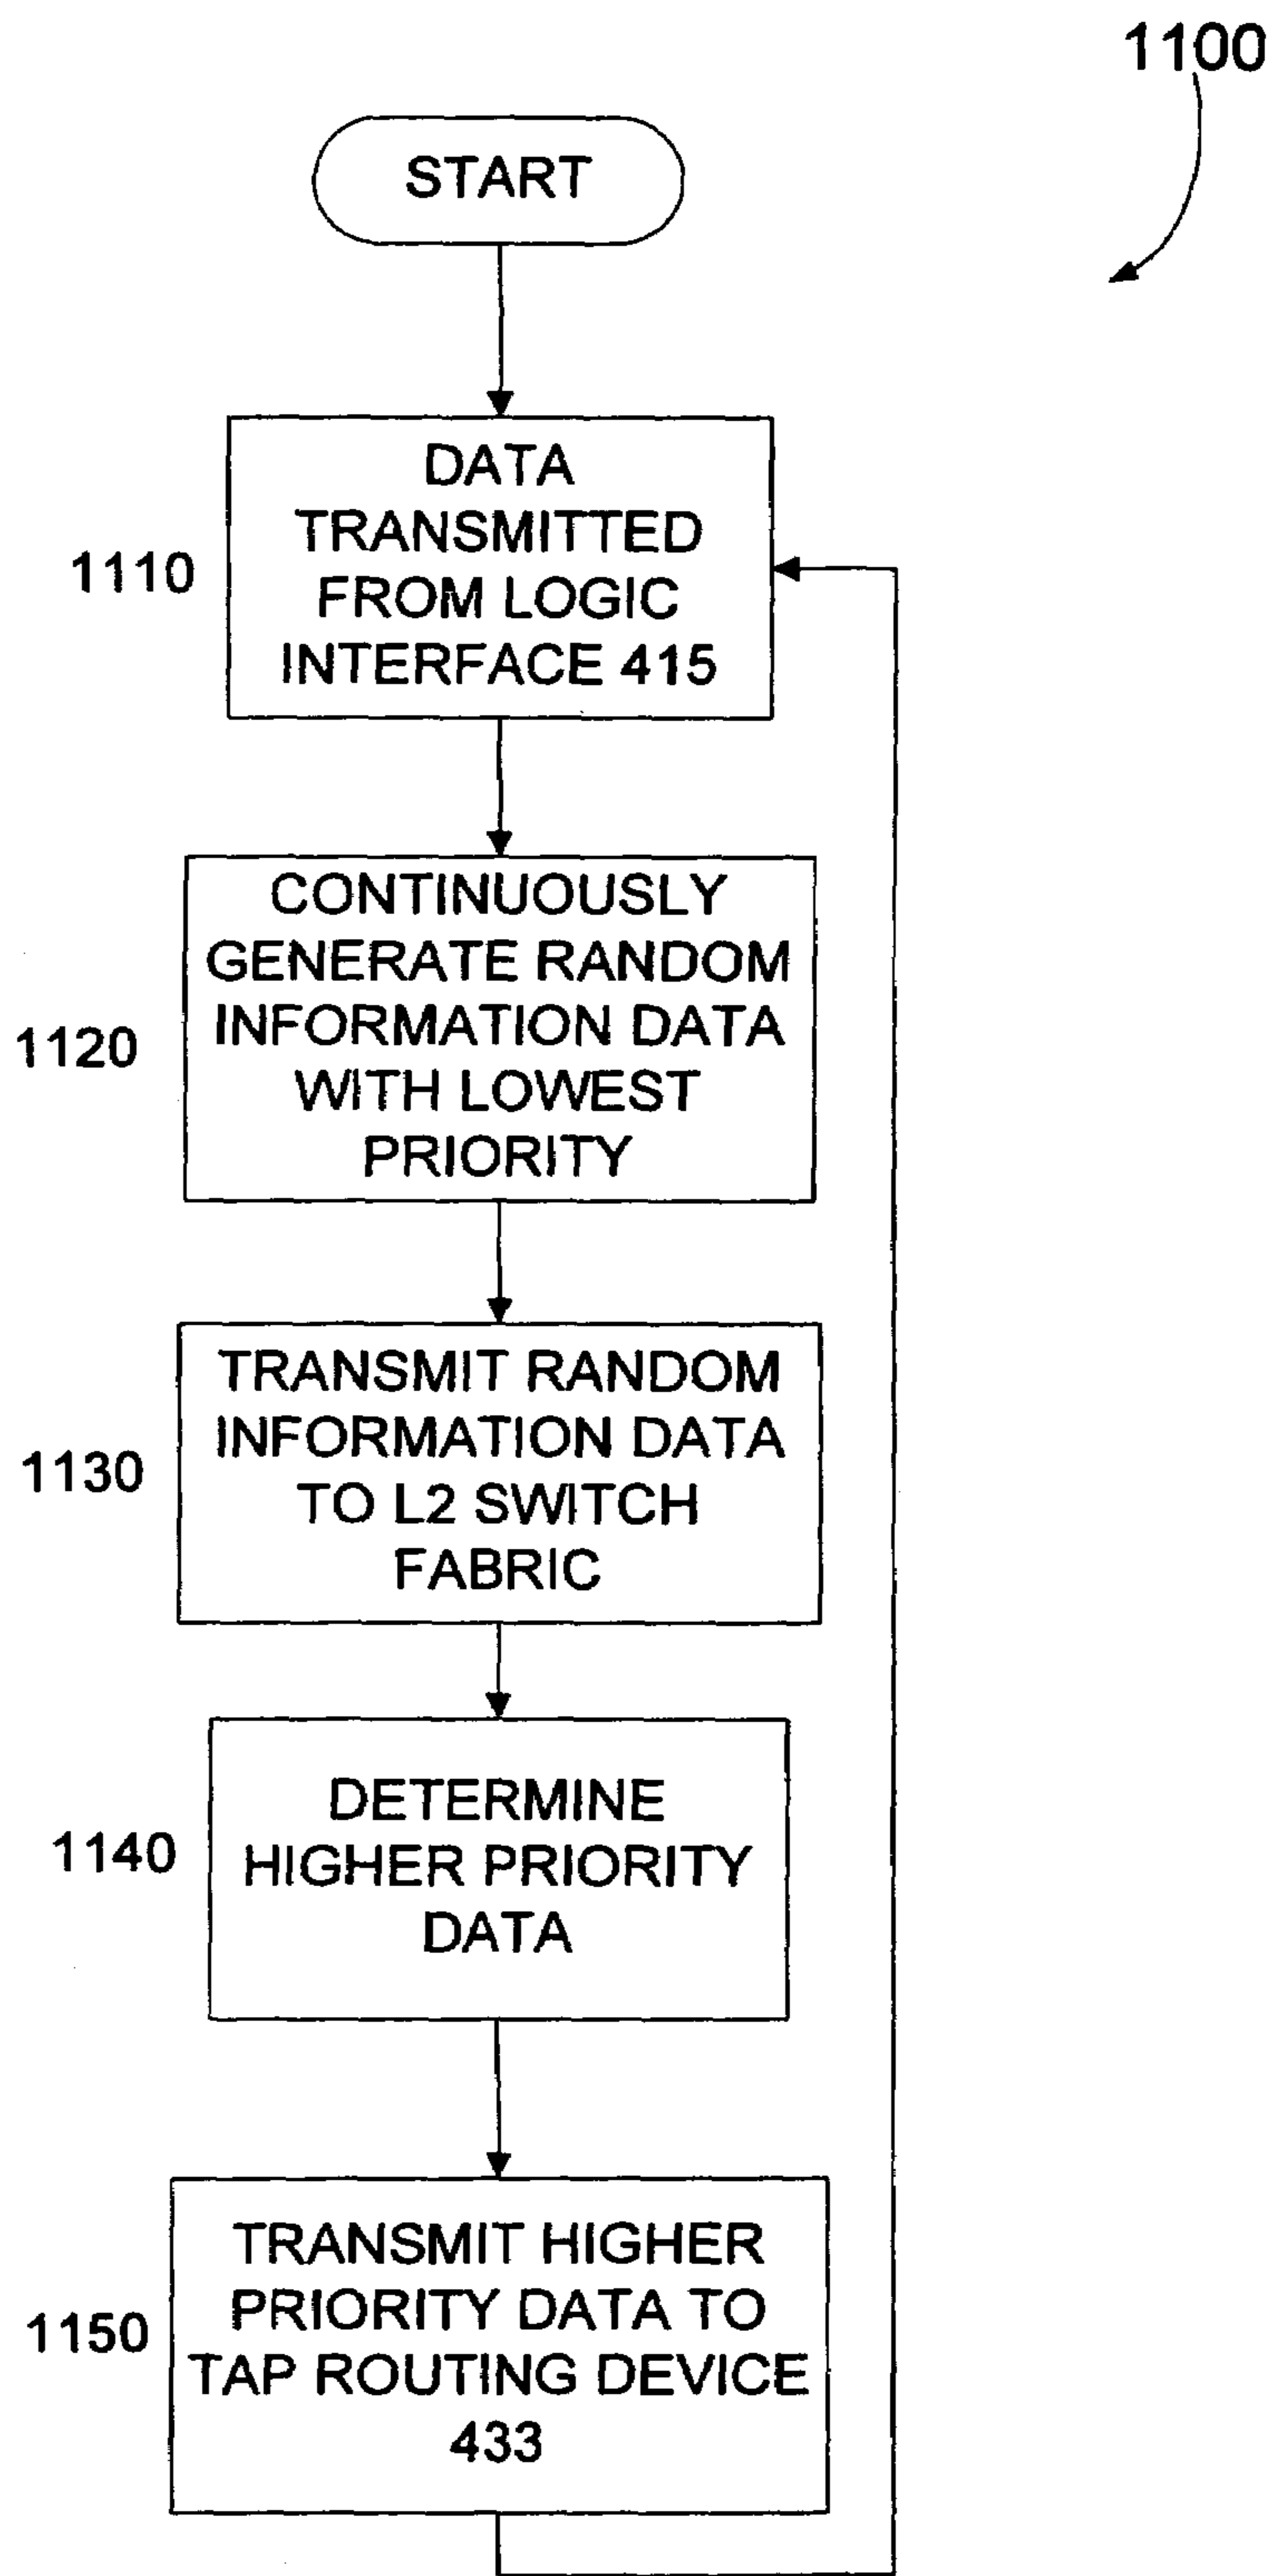 1100
START
1110
DATA
TRANSMITTED
FROM LOGIC
INTERFACE 415
1120
CONTINUOUSLY
GENERATE RANDOM
INFORMATION DATA
WITH LOWEST
PRIORITY
1130
TRANSMIT RANDOM
INFORMATION DATA
TO L2 SWITCH
FABRIC
1140
DETERMINE
HIGHER PRIORITY
DATA
1150
TRANSMIT HIGHER
PRIORITY DATA TO
TAP ROUTING DEVICE
433